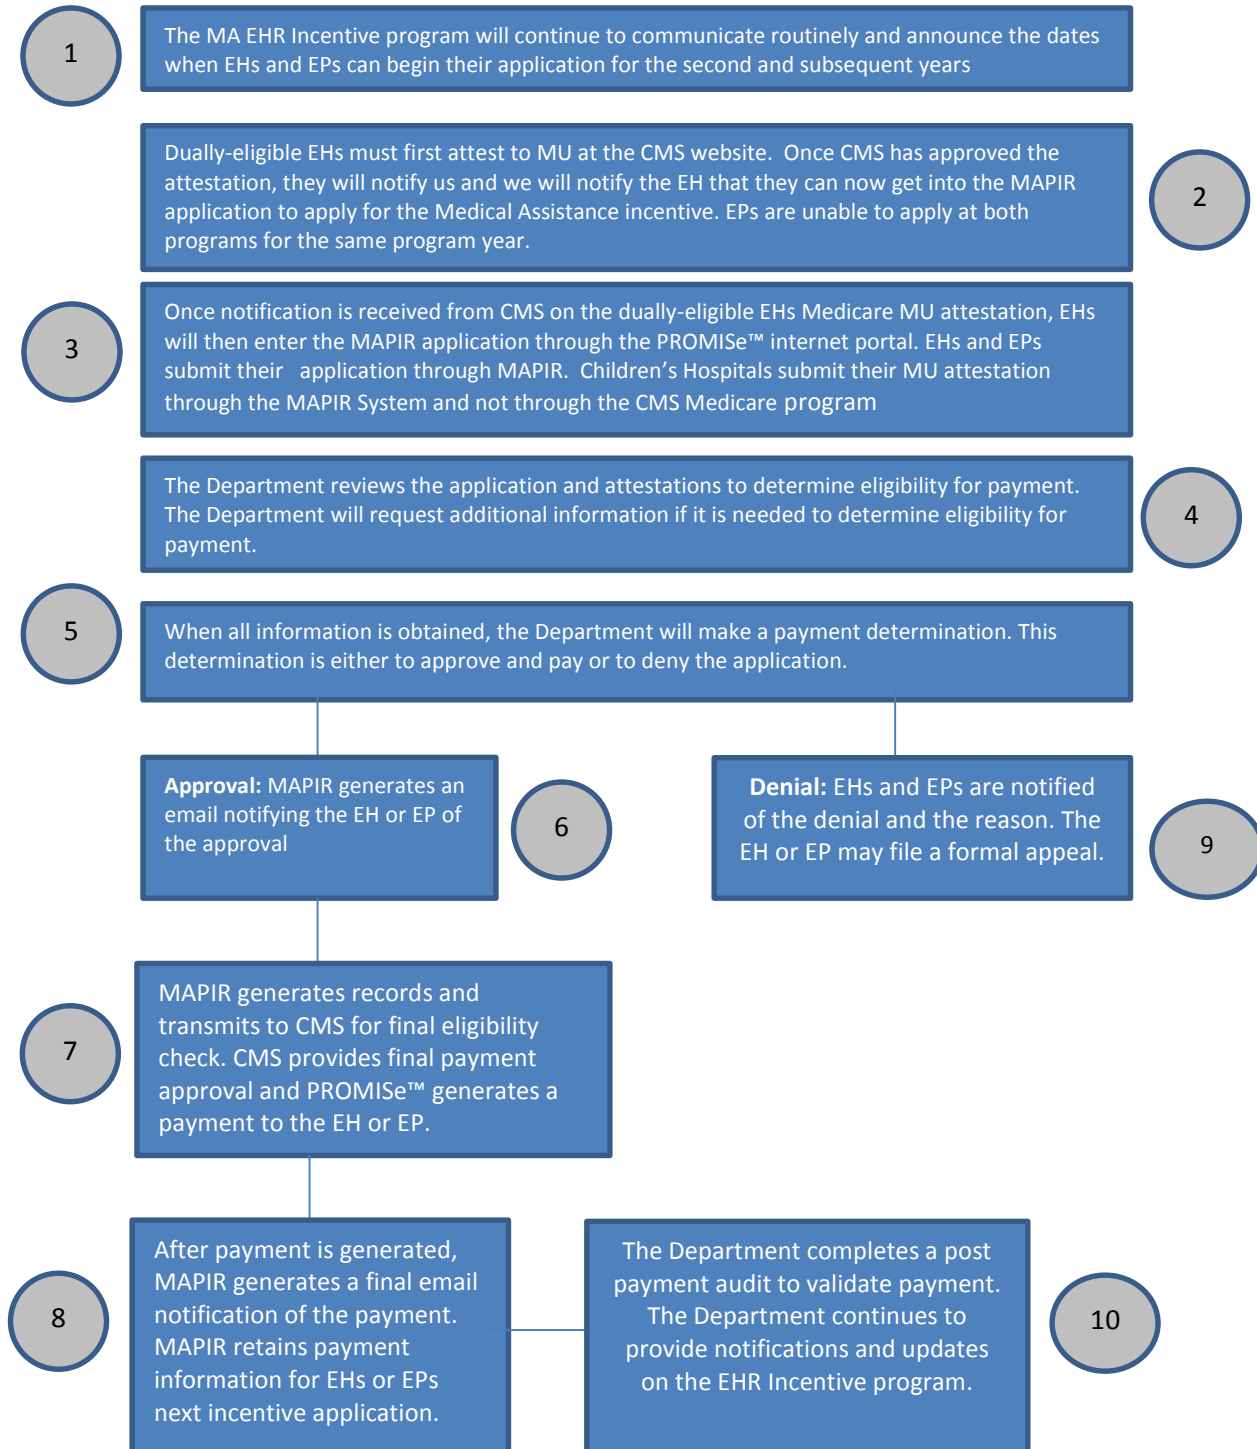 1
The MA EHR Incentive program will continue to communicate routinely and announce the dates
when EHs and EPs can begin their application for the second and subsequent years
Dually-eligible EHs must first attest to MU at the CMS website.  Once CMS has approved the
attestation, they will notify us and we will notify the EH that they can now get into the MAPIR
application to apply for the Medical Assistance incentive. EPs are unable to apply at both
programs for the same program year.
2
3
Once notification is received from CMS on the dually-eligible EHs Medicare MU attestation, EHs
will then enter the MAPIR application through the PROMISe™ internet portal. EHs and EPs
submit their   application through MAPIR.  Children's Hospitals submit their MU attestation
through the MAPIR System and not through the CMS Medicare program
The Department reviews the application and attestations to determine eligibility for payment.
The Department will request additional information if it is needed to determine eligibility for
payment.
4
5
When all information is obtained, the Department will make a payment determination. This
determination is either to approve and pay or to deny the application.
Approval: MAPIR generates an
email notifying the EH or EP of
the approval
6
Denial: EHs and EPs are notified
of the denial and the reason. The
EH or EP may file a formal appeal.
9
7
MAPIR generates records and
transmits to CMS for final eligibility
check. CMS provides final payment
approval and PROMISe™ generates a
payment to the EH or EP.
8
After payment is generated,
MAPIR generates a final email
notification of the payment.
MAPIR retains payment
information for EHs or EPs
next incentive application.
The Department completes a post
payment audit to validate payment.
The Department continues to
provide notifications and updates
on the EHR Incentive program.
10